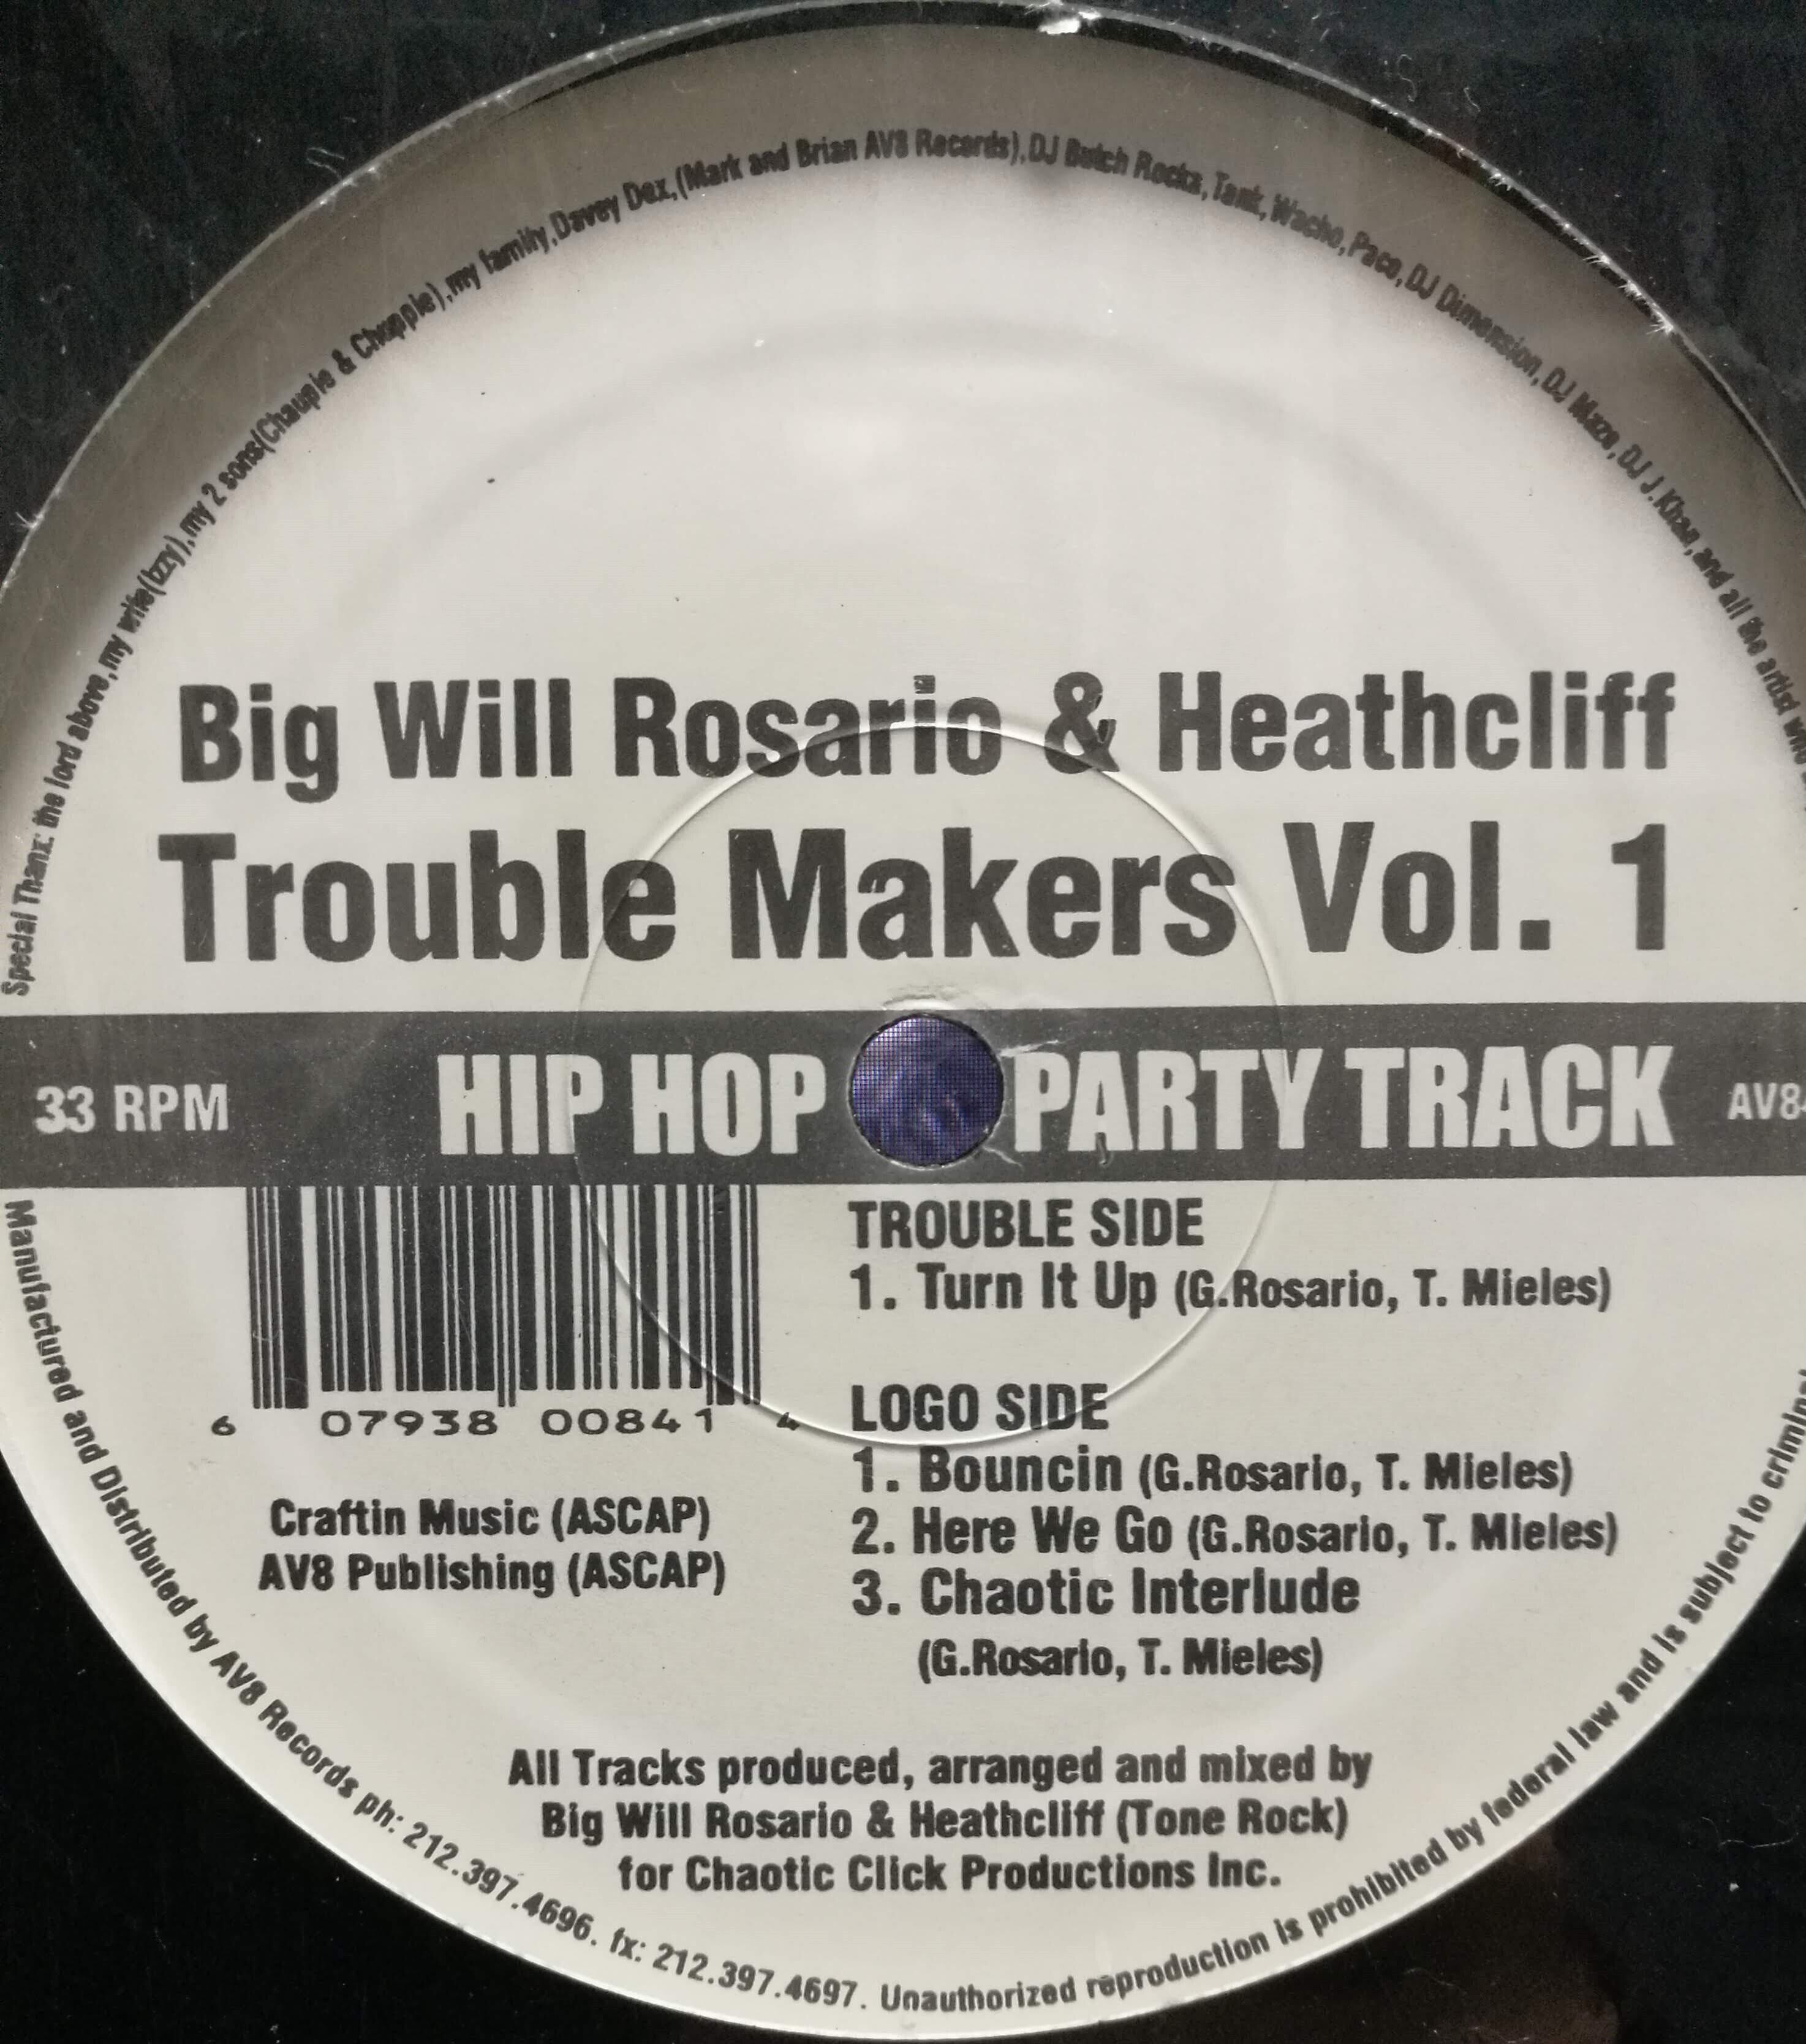 Special Thanx: the lord above, my wife(Izzy), my 2 sons(Chaupie & Chappie), my family, Davey Dex, (Mark and Brian AV8 Records), DJ Butch Rocks, Tank, Wacho, Paco, DJ Dimension, DJ Maze, DJ J. Khan, and all the artist who
Big Will Rosario & Heathcliff
Trouble Makers Vol. 1
33 RPM HIP HOP PARTY TRACK AV8
TROUBLE SIDE
1. Turn It Up (G.Rosario, T. Mieles)
LOGO SIDE
1. Bouncin (G.Rosario, T. Mieles)
2. Here We Go (G.Rosario, T. Mieles)
3. Chaotic Interlude
(G.Rosario, T. Mieles)
6 07938 00841 4
Craftin Music (ASCAP)
AV8 Publishing (ASCAP)
All Tracks produced, arranged and mixed by
Big Will Rosario & Heathcliff (Tone Rock)
for Chaotic Click Productions Inc.
Manufactured and Distributed by AV8 Records ph: 212.397.4696. fx: 212.397.4697. Unauthorized reproduction is prohibited by federal law and is subject to criminal